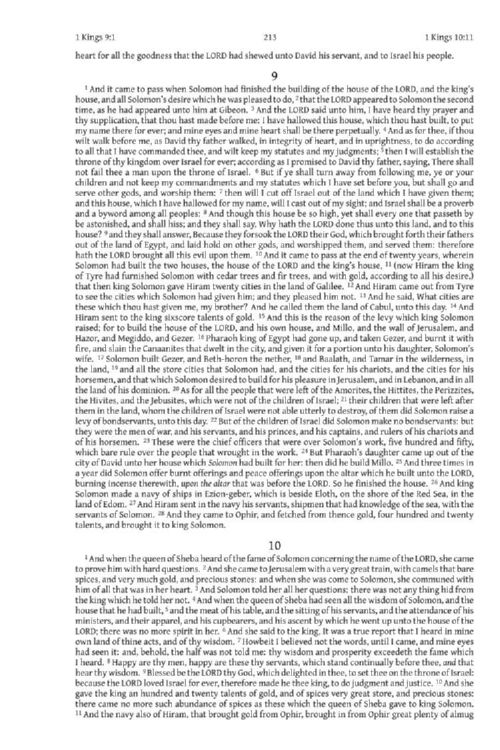 1 Kings 9:1 213 1 Kings 10:11
heart for all the goodness that the LORD had shewed unto David his servant, and to Israel his people.
9
1 And it came to pass when Solomon had finished the building of the house of the LORD, and the king's
house, and all Solomon's desire which he was pleased to do, 2 that the LORD appeared to Solomon the second
time, as he had appeared unto him at Gibeon. 3 And the LORD said unto him, I have heard thy prayer and
thy supplication, that thou hast made before me: I have hallowed this house, which thou hast built, to put
my name there for ever; and mine eyes and mine heart shall be there perpetually. 4 And as for thee, if thou
wilt walk before me, as David thy father walked, in integrity of heart, and in uprightness, to do according
to all that I have commanded thee, and wilt keep my statutes and my judgments; 5 then I will establish the
throne of thy kingdom over Israel for ever; according as I promised to David thy father, saying, There shall
not fail thee a man upon the throne of Israel. 6 But if ye shall turn away from following me, ye or your
children and not keep my commandments and my statutes which I have set before you, but shall go and
serve other gods, and worship them: 7 then will I cut off Israel out of the land which I have given them;
and this house, which I have hallowed for my name, will I cast out of my sight; and Israel shall be a proverb
and a byword among all peoples: 8 And though this house be so high, yet shall every one that passeth by
be astonished, and shall hiss; and they shall say, Why hath the LORD done thus unto this land, and to this
house? 9 and they shall answer, Because they forsook the LORD their God, which brought forth their fathers
out of the land of Egypt, and laid hold on other gods, and worshipped them, and served them: therefore
hath the LORD brought all this evil upon them. 10 And it came to pass at the end of twenty years, wherein
Solomon had built the two houses, the house of the LORD and the king's house, 11 (now Hiram the king
of Tyre had furnished Solomon with cedar trees and fir trees, and with gold, according to all his desire,)
that then king Solomon gave Hiram twenty cities in the land of Galilee. 12 And Hiram came out from Tyre
to see the cities which Solomon had given him; and they pleased him not. 13 And he said, What cities are
these which thou hast given me, my brother? And he called them the land of Cabul, unto this day. 14 And
Hiram sent to the king sixscore talents of gold. 15 And this is the reason of the levy which king Solomon
raised; for to build the house of the LORD, and his own house, and Millo, and the wall of Jerusalem, and
Hazor, and Megiddo, and Gezer. 16 Pharaoh king of Egypt had gone up, and taken Gezer, and burnt it with
fire, and slain the Canaanites that dwelt in the city, and given it for a portion unto his daughter, Solomon's
wife. 17 Solomon built Gezer, and Beth-horon the nether, 18 and Baalath, and Tamar in the wilderness, in
the land, 19 and all the store cities that Solomon had, and the cities for his chariots, and the cities for his
horsemen, and that which Solomon desired to build for his pleasure in Jerusalem, and in Lebanon, and in all
the land of his dominion. 20 As for all the people that were left of the Amorites, the Hittites, the Perizzites,
the Hivites, and the Jebusites, which were not of the children of Israel; 21 their children that were left after
them in the land, whom the children of Israel were not able utterly to destroy, of them did Solomon raise a
levy of bondservants, unto this day. 22 But of the children of Israel did Solomon make no bondservants: but
they were the men of war, and his servants, and his princes, and his captains, and rulers of his chariots and
of his horsemen. 23 These were the chief officers that were over Solomon's work, five hundred and fifty,
which bare rule over the people that wrought in the work. 24 But Pharaoh's daughter came up out of the
city of David unto her house which Solomon had built for her: then did he build Millo. 25 And three times in
a year did Solomon offer burnt offerings and peace offerings upon the altar which he built unto the LORD,
burning incense therewith, upon the altar that was before the LORD. So he finished the house. 26 And king
Solomon made a navy of ships in Ezion-geber, which is beside Eloth, on the shore of the Red Sea, in the
land of Edom. 27 And Hiram sent in the navy his servants, shipmen that had knowledge of the sea, with the
servants of Solomon. 28 And they came to Ophir, and fetched from thence gold, four hundred and twenty
talents, and brought it to king Solomon.
10
1 And when the queen of Sheba heard of the fame of Solomon concerning the name of the LORD, she came
to prove him with hard questions. 2 And she came to Jerusalem with a very great train, with camels that bare
spices, and very much gold, and precious stones: and when she was come to Solomon, she communed with
him of all that was in her heart. 3 And Solomon told her all her questions: there was not any thing hid from
the king which he told her not. 4 And when the queen of Sheba had seen all the wisdom of Solomon, and the
house that he had built, 5 and the meat of his table, and the sitting of his servants, and the attendance of his
ministers, and their apparel, and his cupbearers, and his ascent by which he went up unto the house of the
LORD; there was no more spirit in her. 6 And she said to the king, It was a true report that I heard in mine
own land of thine acts, and of thy wisdom. 7 Howbeit I believed not the words, until I came, and mine eyes
had seen it: and, behold, the half was not told me: thy wisdom and prosperity exceedeth the fame which
I heard. 8 Happy are thy men, happy are these thy servants, which stand continually before thee, and that
hear thy wisdom. 9 Blessed be the LORD thy God, which delighted in thee, to set thee on the throne of Israel:
because the LORD loved Israel for ever, therefore made he thee king, to do judgment and justice. 10 And she
gave the king an hundred and twenty talents of gold, and of spices very great store, and precious stones:
there came no more such abundance of spices as these which the queen of Sheba gave to king Solomon.
11 And the navy also of Hiram, that brought gold from Ophir, brought in from Ophir great plenty of almug